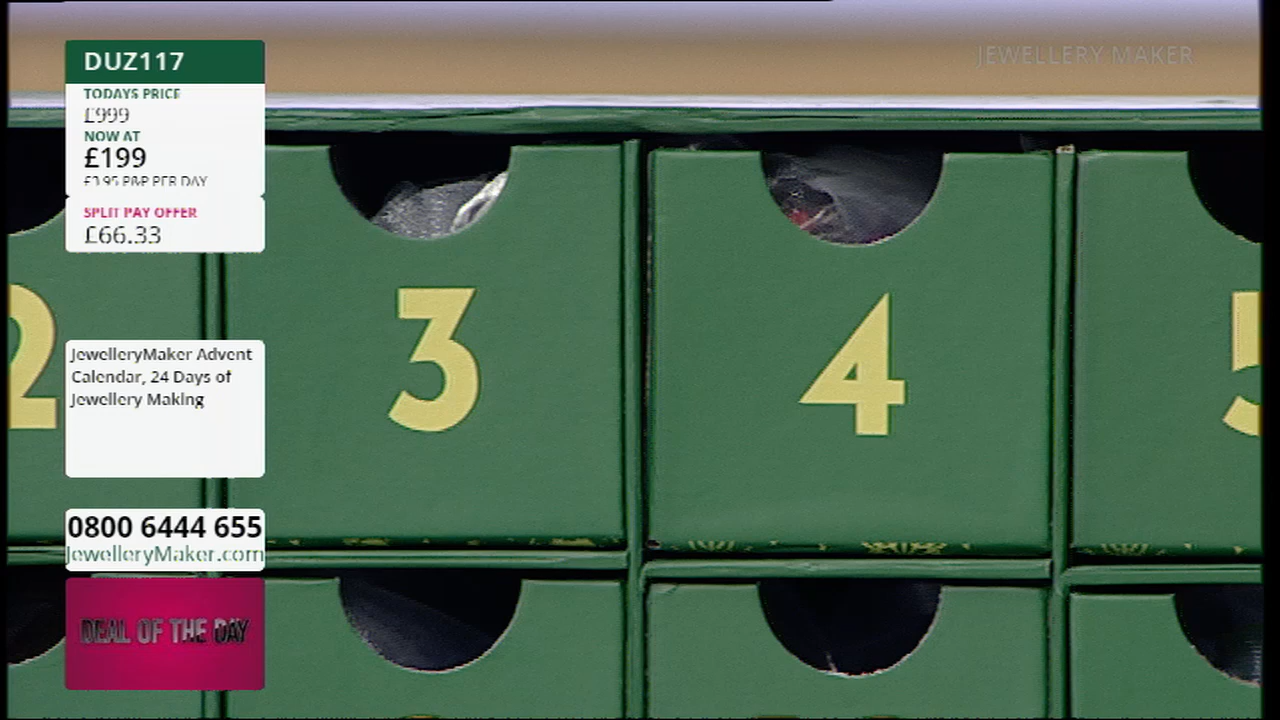 DUZ117
TODAYS PRICE
£999
NOW AT
£199
£3.95 P&P PER DAY
SPLIT PAY OFFER
£66.33
JewelleryMaker Advent
Calendar, 24 Days of
Jewellery Making
0800 6444 655
JewelleryMaker.com
DEAL OF THE DAY
JEWELLERY MAKER
2
3
4
5